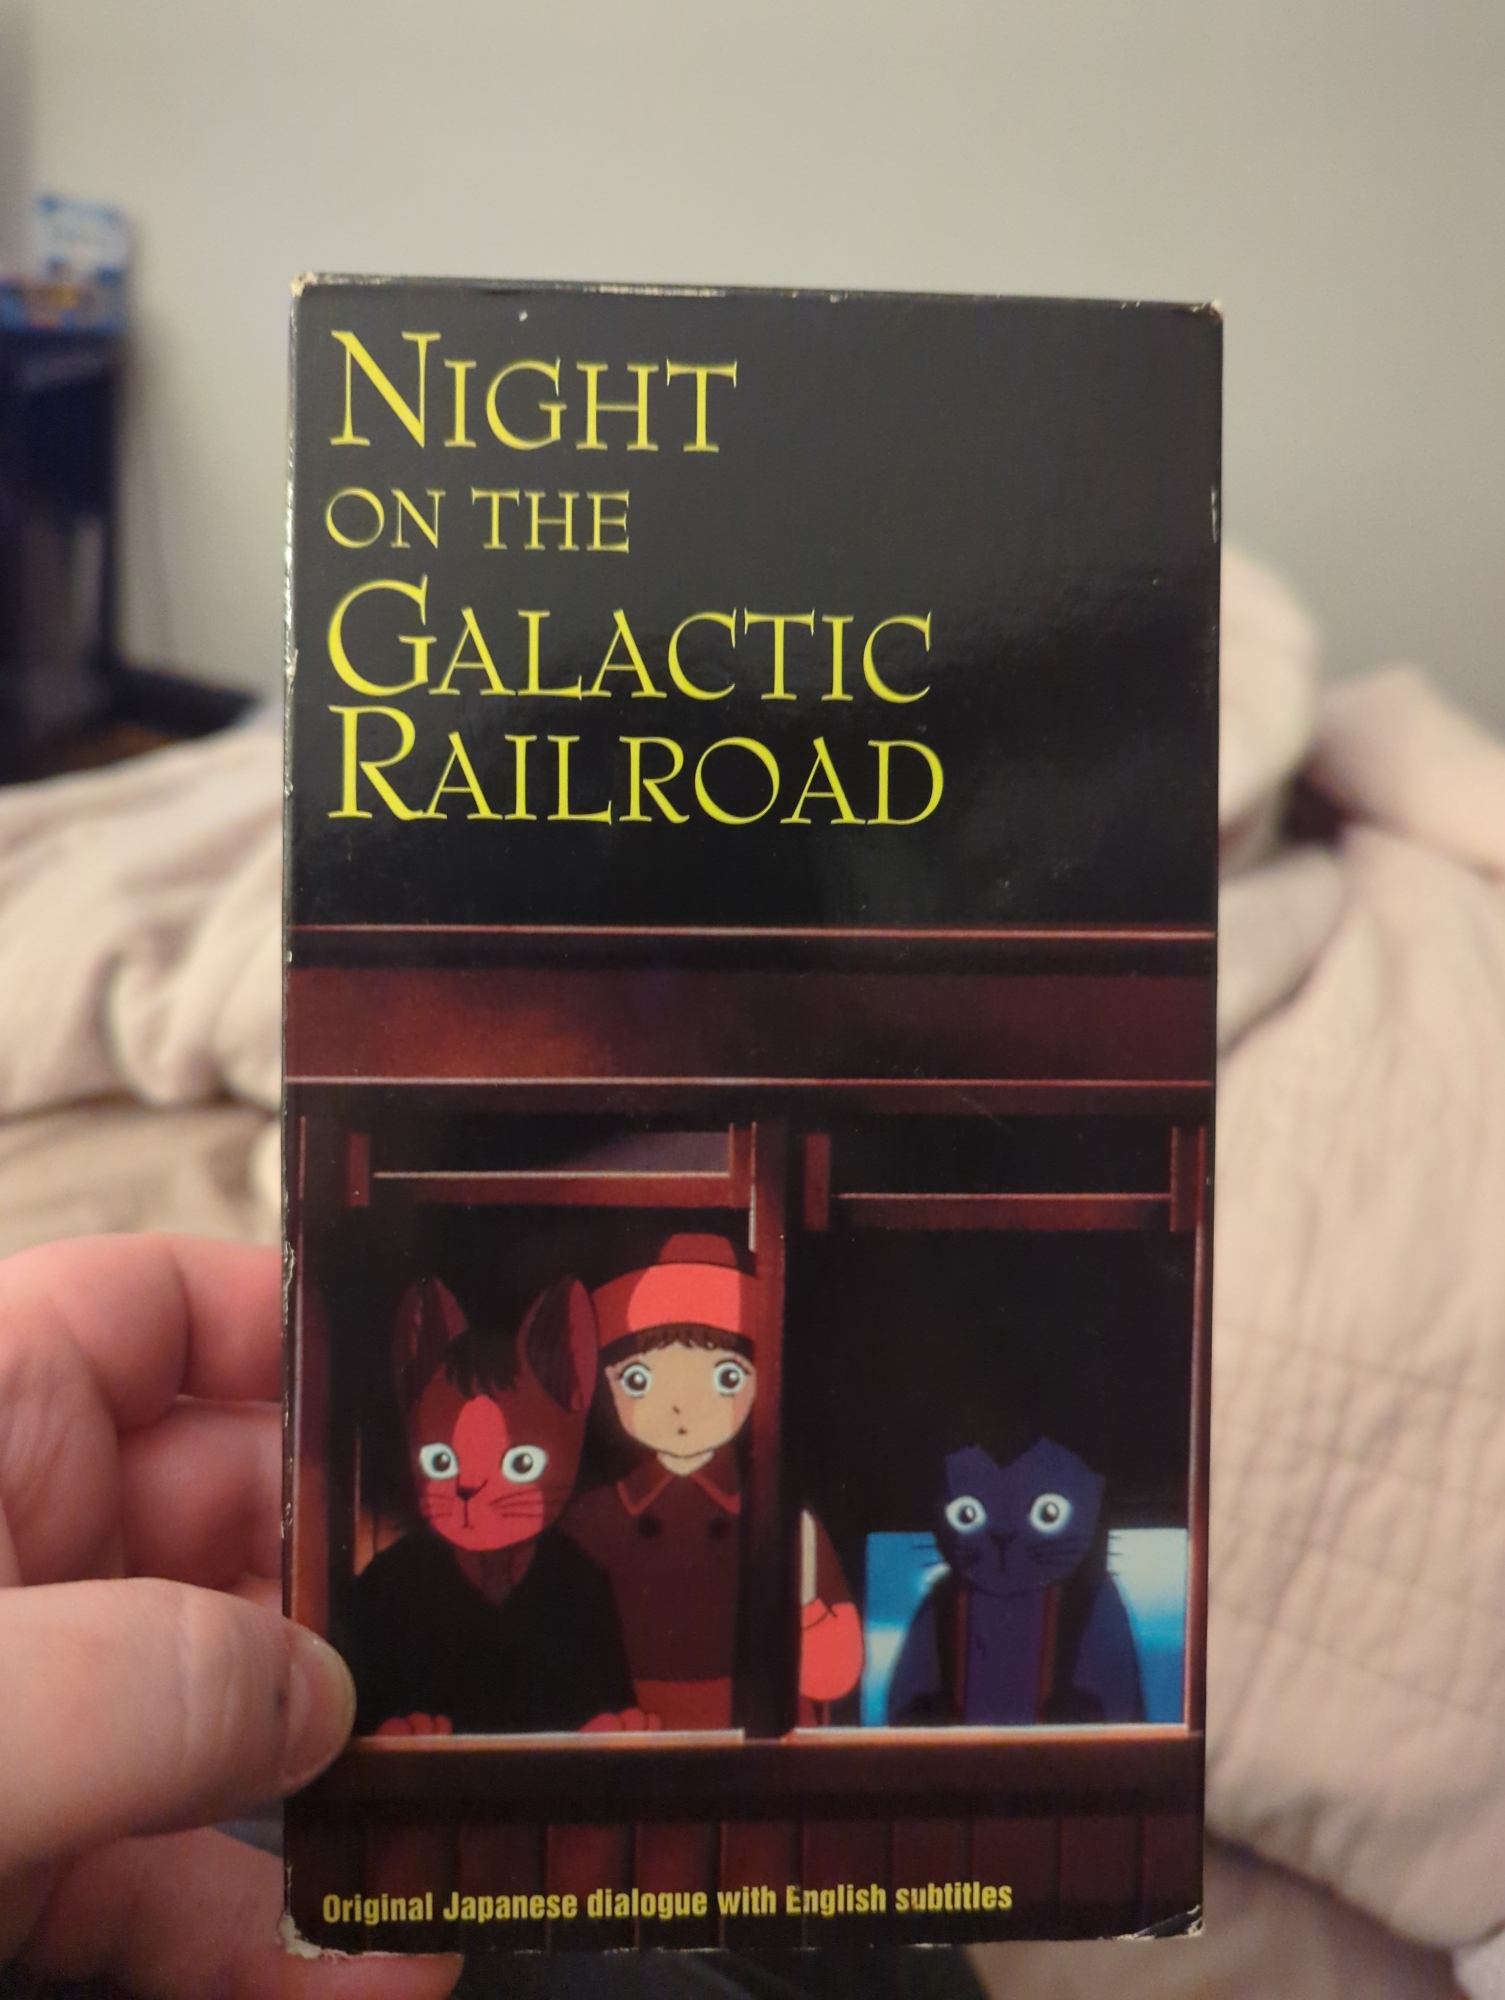 NIGHT
ON THE
GALACTIC
RAILROAD
Original Japanese dialogue with English subtitles